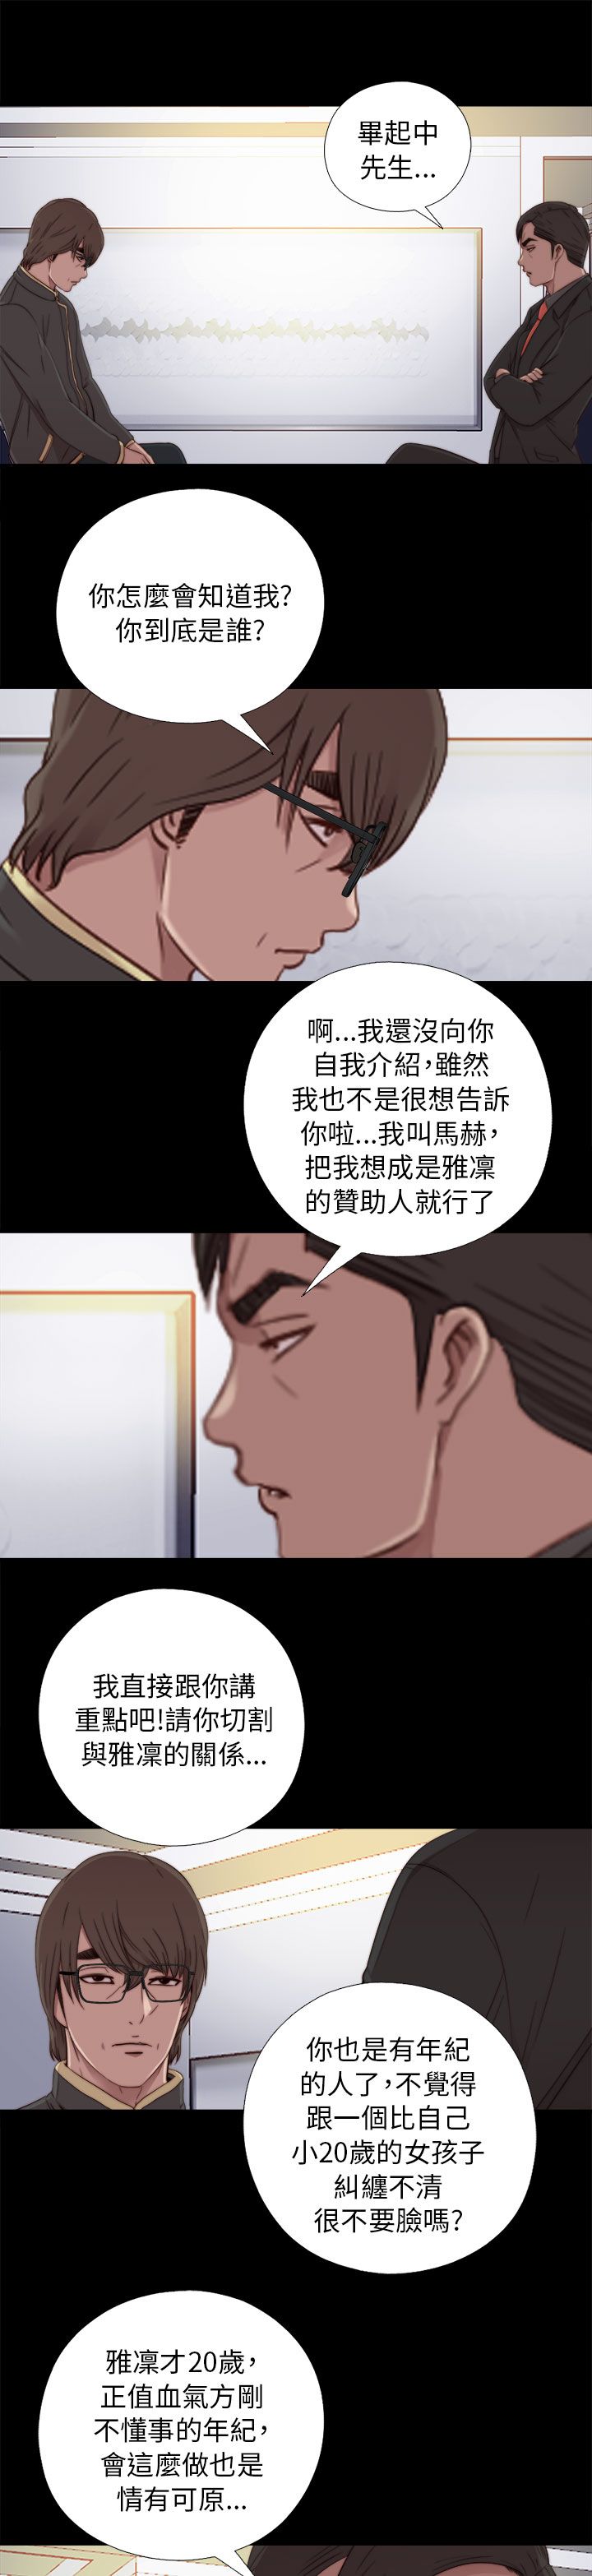 畢起中
先生...
你怎麼會知道我?
你到底是誰?
啊...我還沒向你
自我介紹,雖然
我也不是很想告訴
你啦...我叫馬赫,
把我想成是雅凜
的贊助人就行了
我直接跟你講
重點吧!請你切割
與雅凜的關係...
你也是有年紀
的人了,不覺得
跟一個比自己
小20歲的女孩子
糾纏不清
很不要臉嗎?
雅凜才20歲,
正值血氣方剛
不懂事的年紀,
會這麼做也是
情有可原...